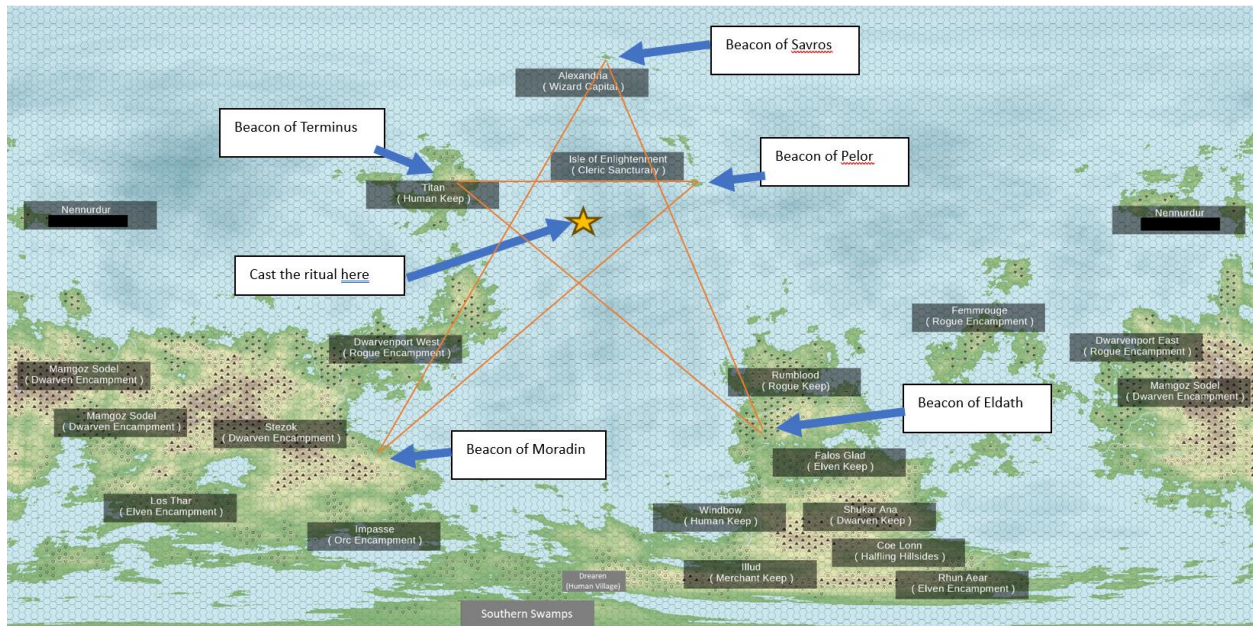 Beacon of Savros
Alexandria
( Wizard Capital )
Beacon of Terminus
Beacon of Pelor
Isle of Enlightenment
( Cleric Sancturary )
Titan
( Human Keep )
Nennurdur
Nennurdur
Cast the ritual here
Femmrouge
( Rogue Encampment )
Dwarvenport West
( Rogue Encampment )
Dwarvenport East
( Rogue Encampment )
Mamgoz Sodel
( Dwarven Encampment )
Rumblood
( Rogue Keep)
Mamgoz Sodel
( Dwarven Encampment )
Beacon of Eldath
Mamgoz Sodel
( Dwarven Encampment )
Stezok
( Dwarven Encampment )
Beacon of Moradin
Falos Glad
( Elven Keep )
Los Thar
( Elven Encampment )
Windbow
( Human Keep )
Shukar Ana
( Dwarven Keep )
Impasse
( Orc Encampment )
Coe Lonn
( Halfling Hillsides )
Illud
( Merchant Keep )
Drearen
(Human Village)
Rhun Aear
( Elven Encampment )
Southern Swamps